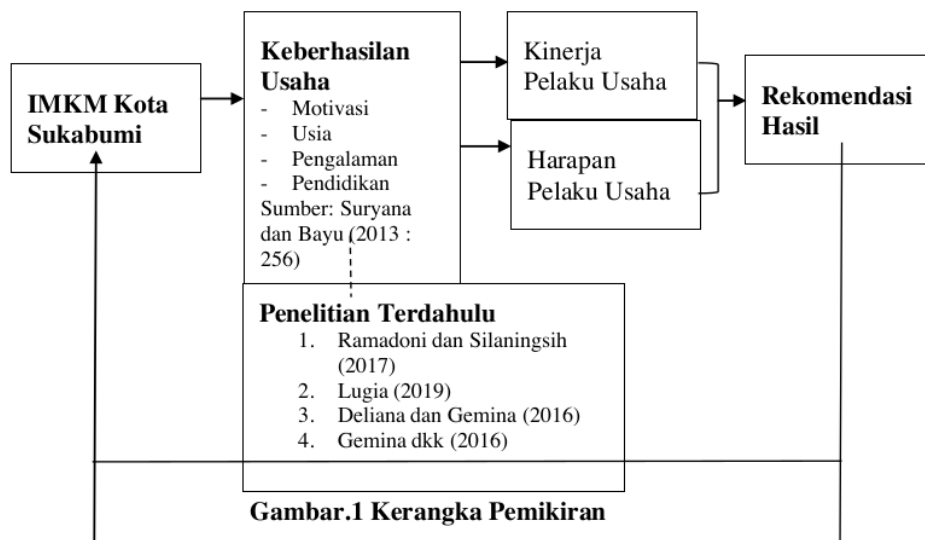 IMKM Kota
Sukabumi
Keberhasilan
Usaha
- Motivasi
- Usia
- Pengalaman
- Pendidikan
Sumber: Suryana
dan Bayu (2013 :
256)
Kinerja
Pelaku Usaha
Harapan
Pelaku Usaha
Rekomendasi
Hasil
Penelitian Terdahulu
1. Ramadoni dan Silaningsih
(2017)
2. Lugia (2019)
3. Deliana dan Gemina (2016)
4. Gemina dkk (2016)
Gambar.1 Kerangka Pemikiran